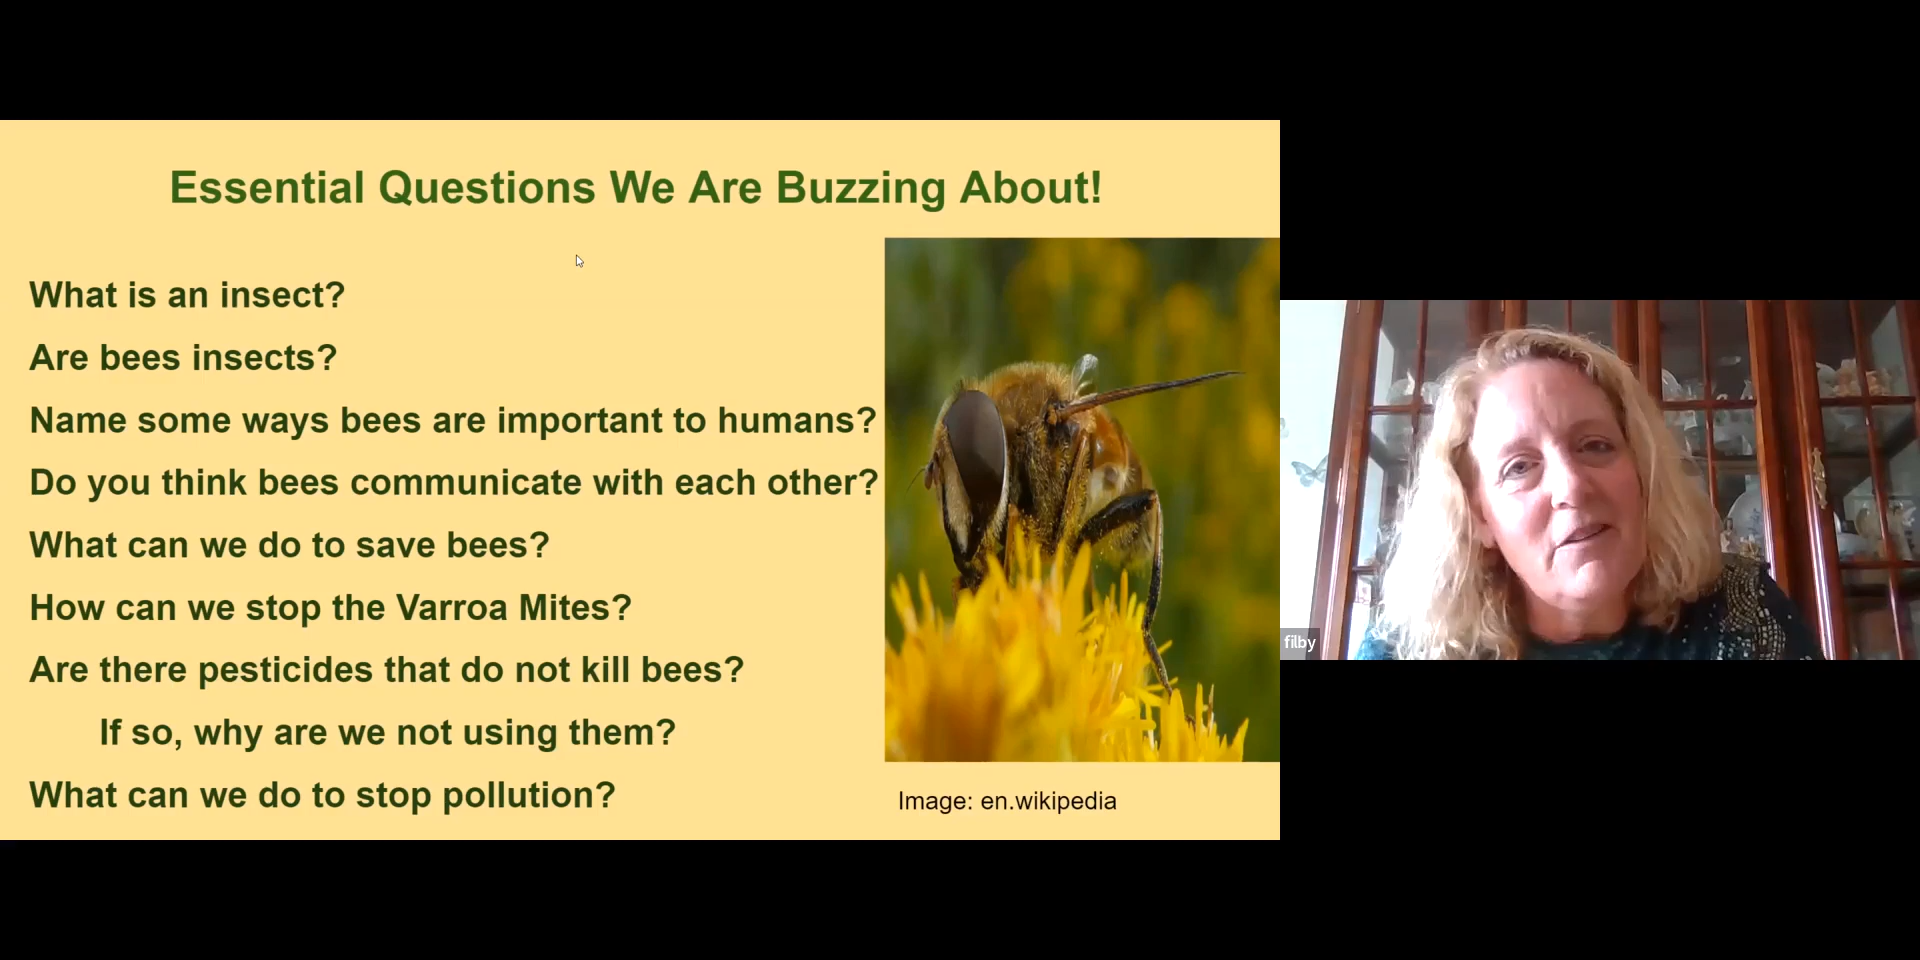 Essential Questions We Are Buzzing About!
What is an insect?
Are bees insects?
Name some ways bees are important to humans?
Do you think bees communicate with each other?
What can we do to save bees?
How can we stop the Varroa Mites?
Are there pesticides that do not kill bees?
If so, why are we not using them?
What can we do to stop pollution?
Image: en.wikipedia
filby